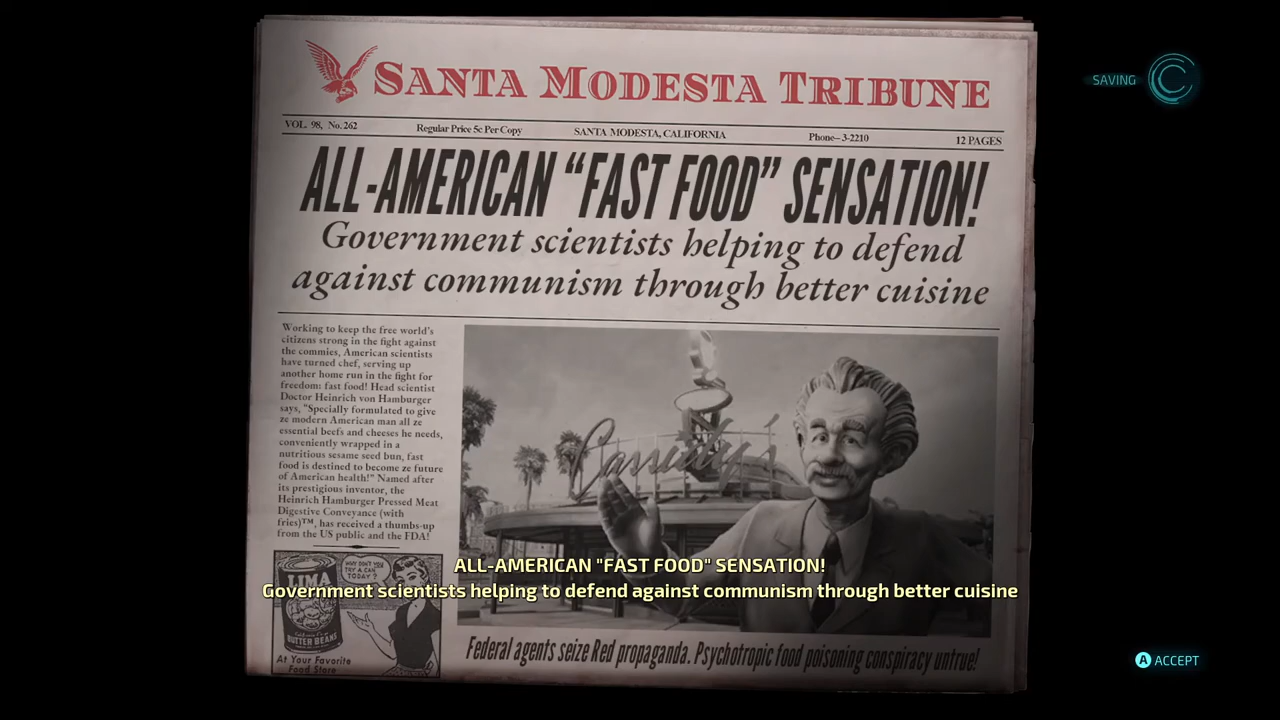 SAVING
SANTA MODESTA TRIBUNE
VOL. 98, No. 262 Regular Price 5c Per Copy SANTA MODESTA, CALIFORNIA Phone–3-2210 12 PAGES
ALL-AMERICAN “FAST FOOD” SENSATION!
Government scientists helping to defend
against communism through better cuisine
Working to keep the free world's
citizens strong in the fight against
the commies, American scientists
have turned chef, serving up
another home run in the fight for
freedom: fast food! Head scientist
Doctor Heinrich von Hamburger
says, "Specially formulated to give
ze modern American man all ze
essential beefs and cheeses he needs,
conveniently wrapped in a
nutritious sesame seed bun, fast
food is destined to become ze future
of American health!" Named after
its prestigious inventor, the
Heinrich Hamburger Pressed Meat
Digestive Conveyance (with
fries)™, has received a thumbs-up
from the US public and the FDA!
Cassidy's
LIMA
BUTTER BEANS
WHY DON'T YOU
TRY A CAN
TODAY?
At Your Favorite
Food Store
ALL-AMERICAN "FAST FOOD" SENSATION!
Government scientists helping to defend against communism through better cuisine
Federal agents seize Red propaganda. Psychotropic food poisoning conspiracy untrue!
A ACCEPT